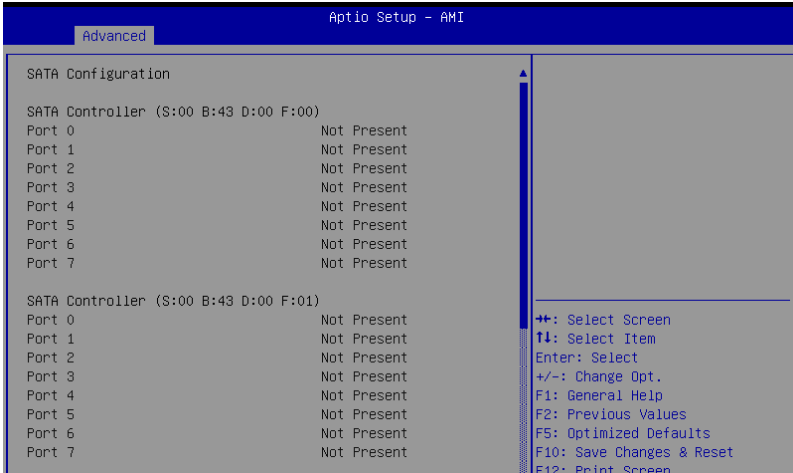 Aptio Setup - AMI
Advanced
SATA Configuration
SATA Controller (S:00 B:43 D:00 F:00)
Port 0 Not Present
Port 1 Not Present
Port 2 Not Present
Port 3 Not Present
Port 4 Not Present
Port 5 Not Present
Port 6 Not Present
Port 7 Not Present
SATA Controller (S:00 B:43 D:00 F:01)
Port 0 Not Present
Port 1 Not Present
Port 2 Not Present
Port 3 Not Present
Port 4 Not Present
Port 5 Not Present
Port 6 Not Present
Port 7 Not Present
→←: Select Screen
↑↓: Select Item
Enter: Select
+/-: Change Opt.
F1: General Help
F2: Previous Values
F5: Optimized Defaults
F10: Save Changes & Reset
F12: Print Screen